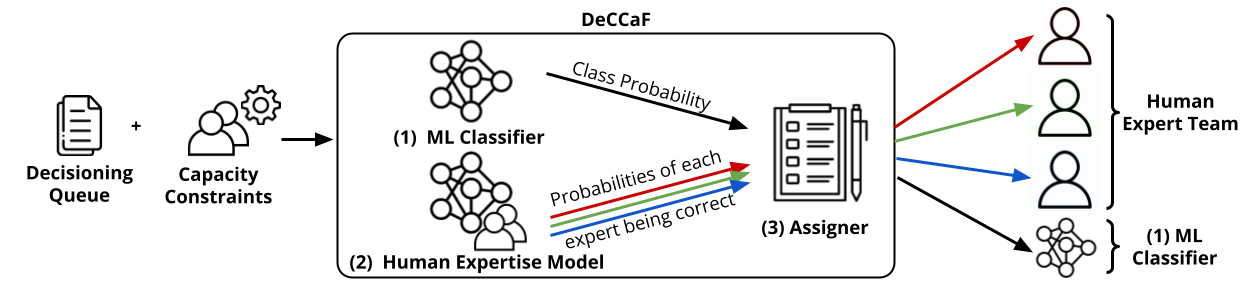 DeCCaF
Decisioning
Queue
+
Capacity
Constraints
Class Probability
(1) ML Classifier
Probabilities of each
expert being correct
(2) Human Expertise Model
(3) Assigner
Human
Expert Team
(1) ML
Classifier